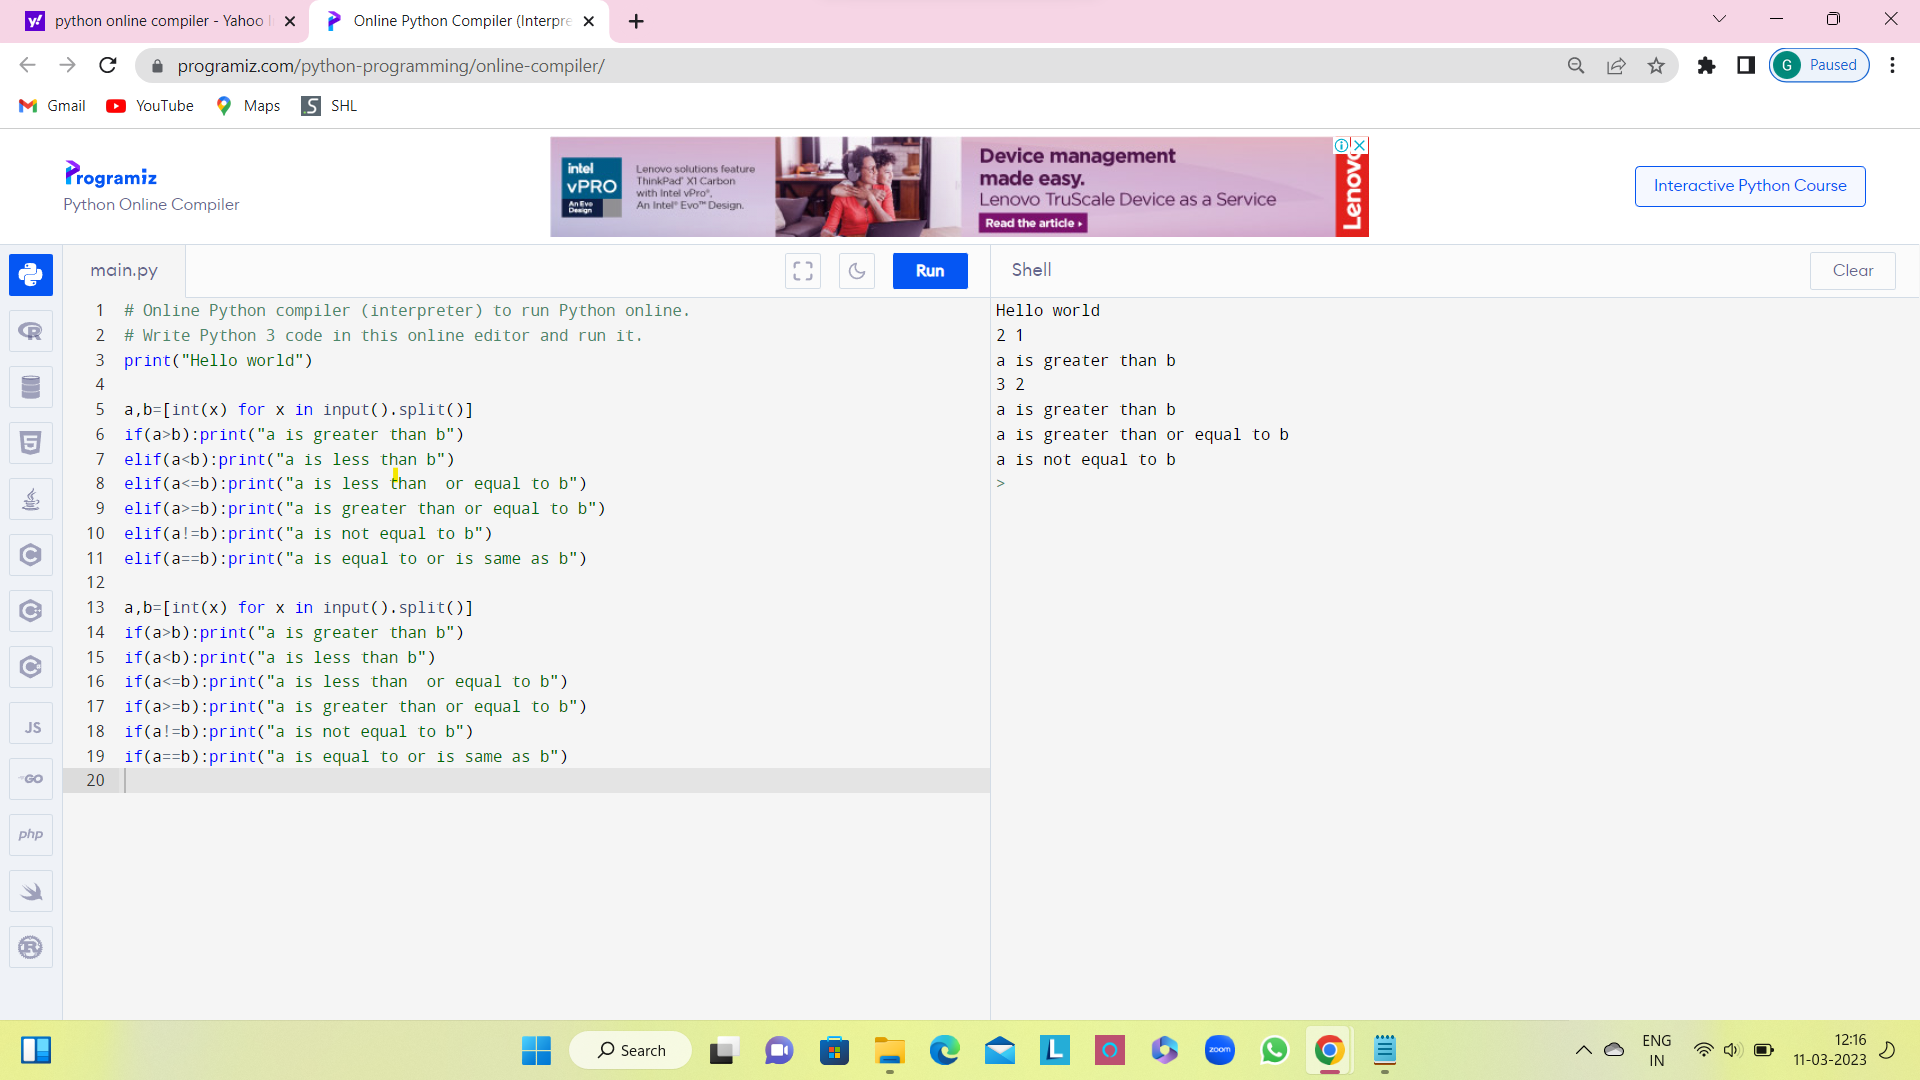 python online compiler - Yahoo
Online Python Compiler (Interpre
programiz.com/python-programming/online-compiler/
G Paused
Gmail YouTube Maps SHL
Programiz
Python Online Compiler
intel
vPRO
An Evo
Design
Lenovo solutions feature
ThinkPad® X1 Carbon
with Intel vPro®,
An Intel® Evo™ Design.
Device management
made easy.
Lenovo TruScale Device as a Service
Read the article ▸
Lenovo
Interactive Python Course
main.py
Run
Shell
Clear
1 # Online Python compiler (interpreter) to run Python online.
2 # Write Python 3 code in this online editor and run it.
3 print("Hello world")
4
5 a,b=[int(x) for x in input().split()]
6 if(a>b):print("a is greater than b")
7 elif(a<b):print("a is less than b")
8 elif(a<=b):print("a is less than  or equal to b")
9 elif(a>=b):print("a is greater than or equal to b")
10 elif(a!=b):print("a is not equal to b")
11 elif(a==b):print("a is equal to or is same as b")
12
13 a,b=[int(x) for x in input().split()]
14 if(a>b):print("a is greater than b")
15 if(a<b):print("a is less than b")
16 if(a<=b):print("a is less than  or equal to b")
17 if(a>=b):print("a is greater than or equal to b")
18 if(a!=b):print("a is not equal to b")
19 if(a==b):print("a is equal to or is same as b")
20
Hello world
2 1
a is greater than b
3 2
a is greater than b
a is greater than or equal to b
a is not equal to b
>
JS
GO
php
Search
zoom
ENG
IN
12:16
11-03-2023